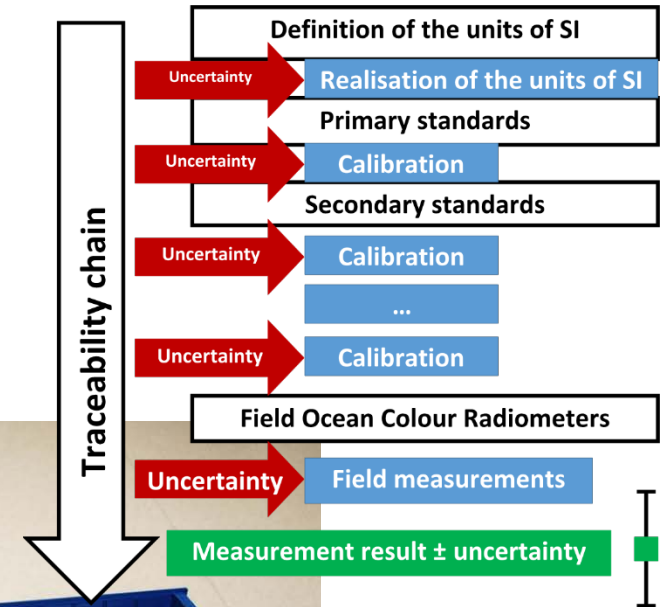 Definition of the units of SI
Uncertainty
Realisation of the units of SI
Primary standards
Uncertainty
Calibration
Secondary standards
Uncertainty
Calibration
...
Uncertainty
Calibration
Traceability chain
Field Ocean Colour Radiometers
Uncertainty
Field measurements
Measurement result ± uncertainty